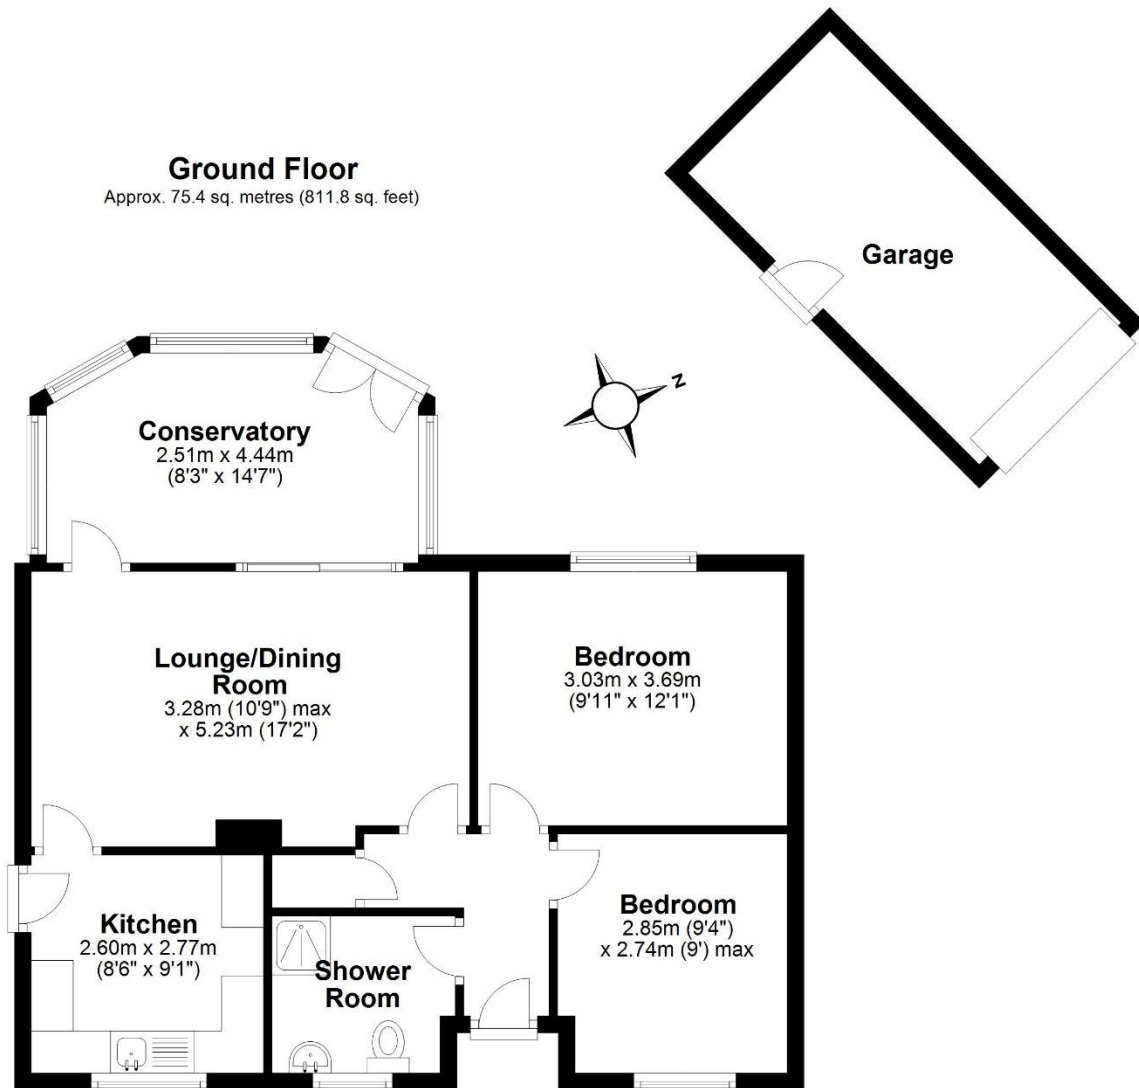 Ground Floor
Approx. 75.4 sq. metres (811.8 sq. feet)
Garage
N
Conservatory
2.51m x 4.44m
(8'3" x 14'7")
Lounge/Dining
Room
3.28m (10'9") max
x 5.23m (17'2")
Bedroom
3.03m x 3.69m
(9'11" x 12'1")
Kitchen
2.60m x 2.77m
(8'6" x 9'1")
Shower
Room
Bedroom
2.85m (9'4")
x 2.74m (9') max